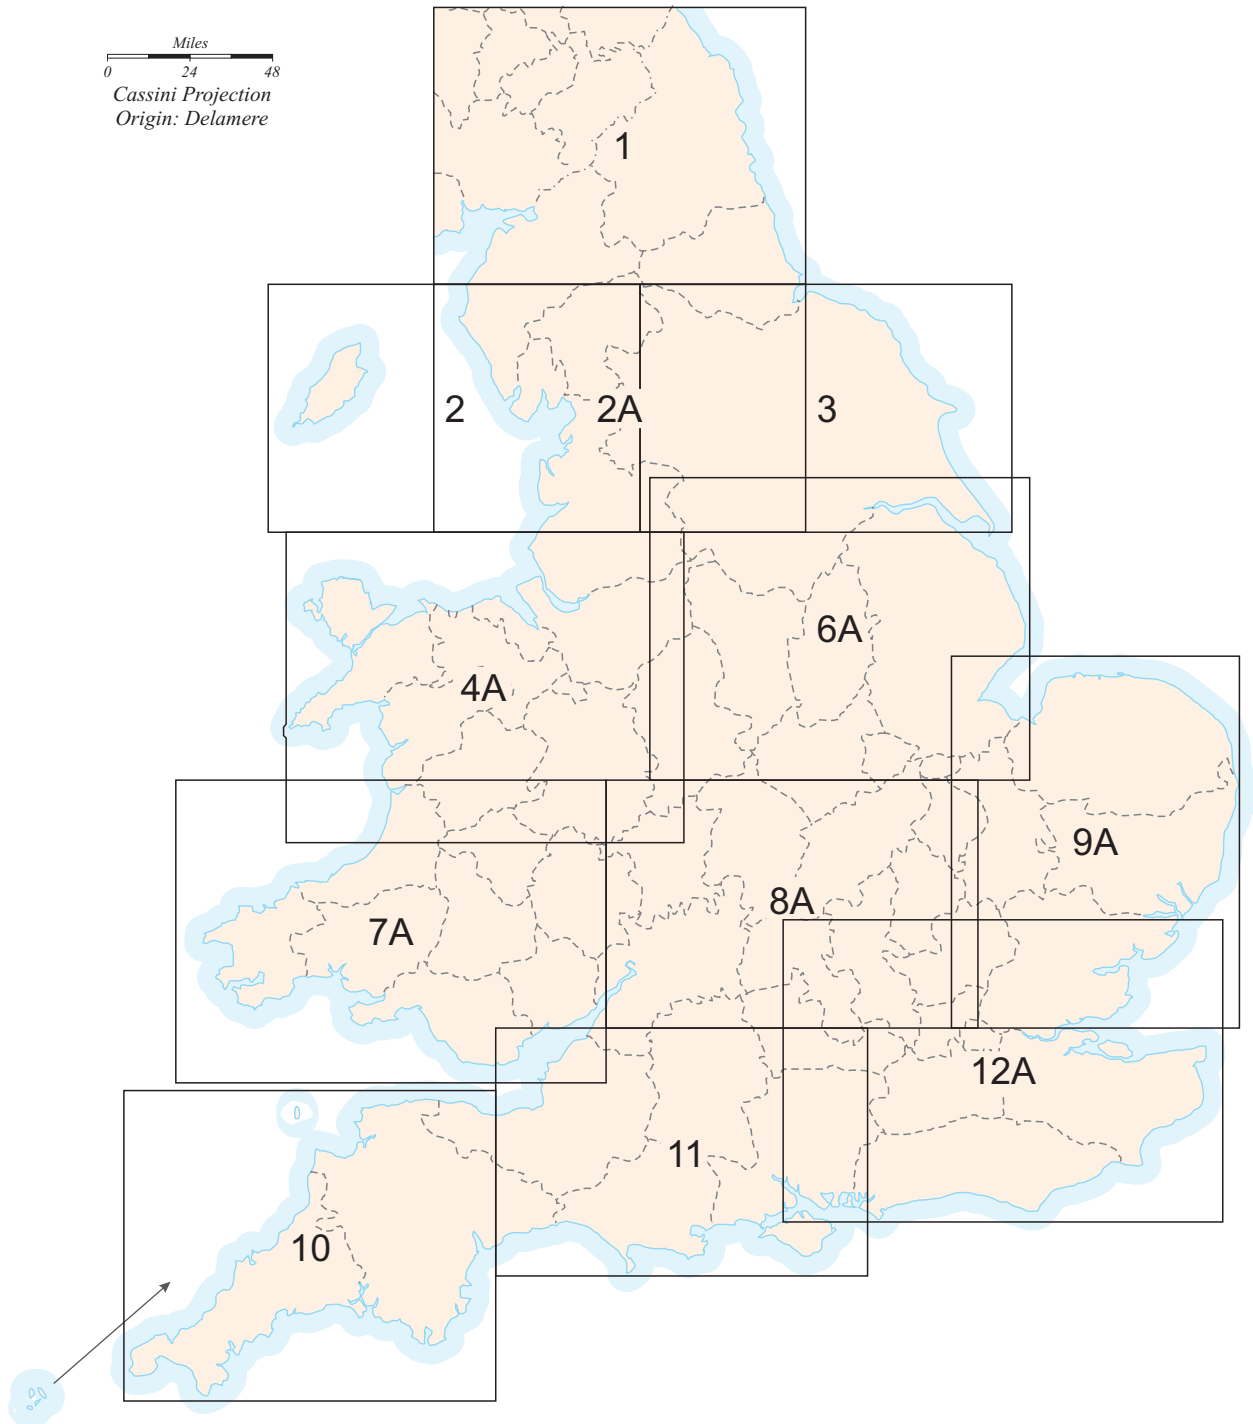 Miles
0 24 48
Cassini Projection
Origin: Delamere
1
2 2A 3
6A
4A
9A
8A
7A
12A
11
10